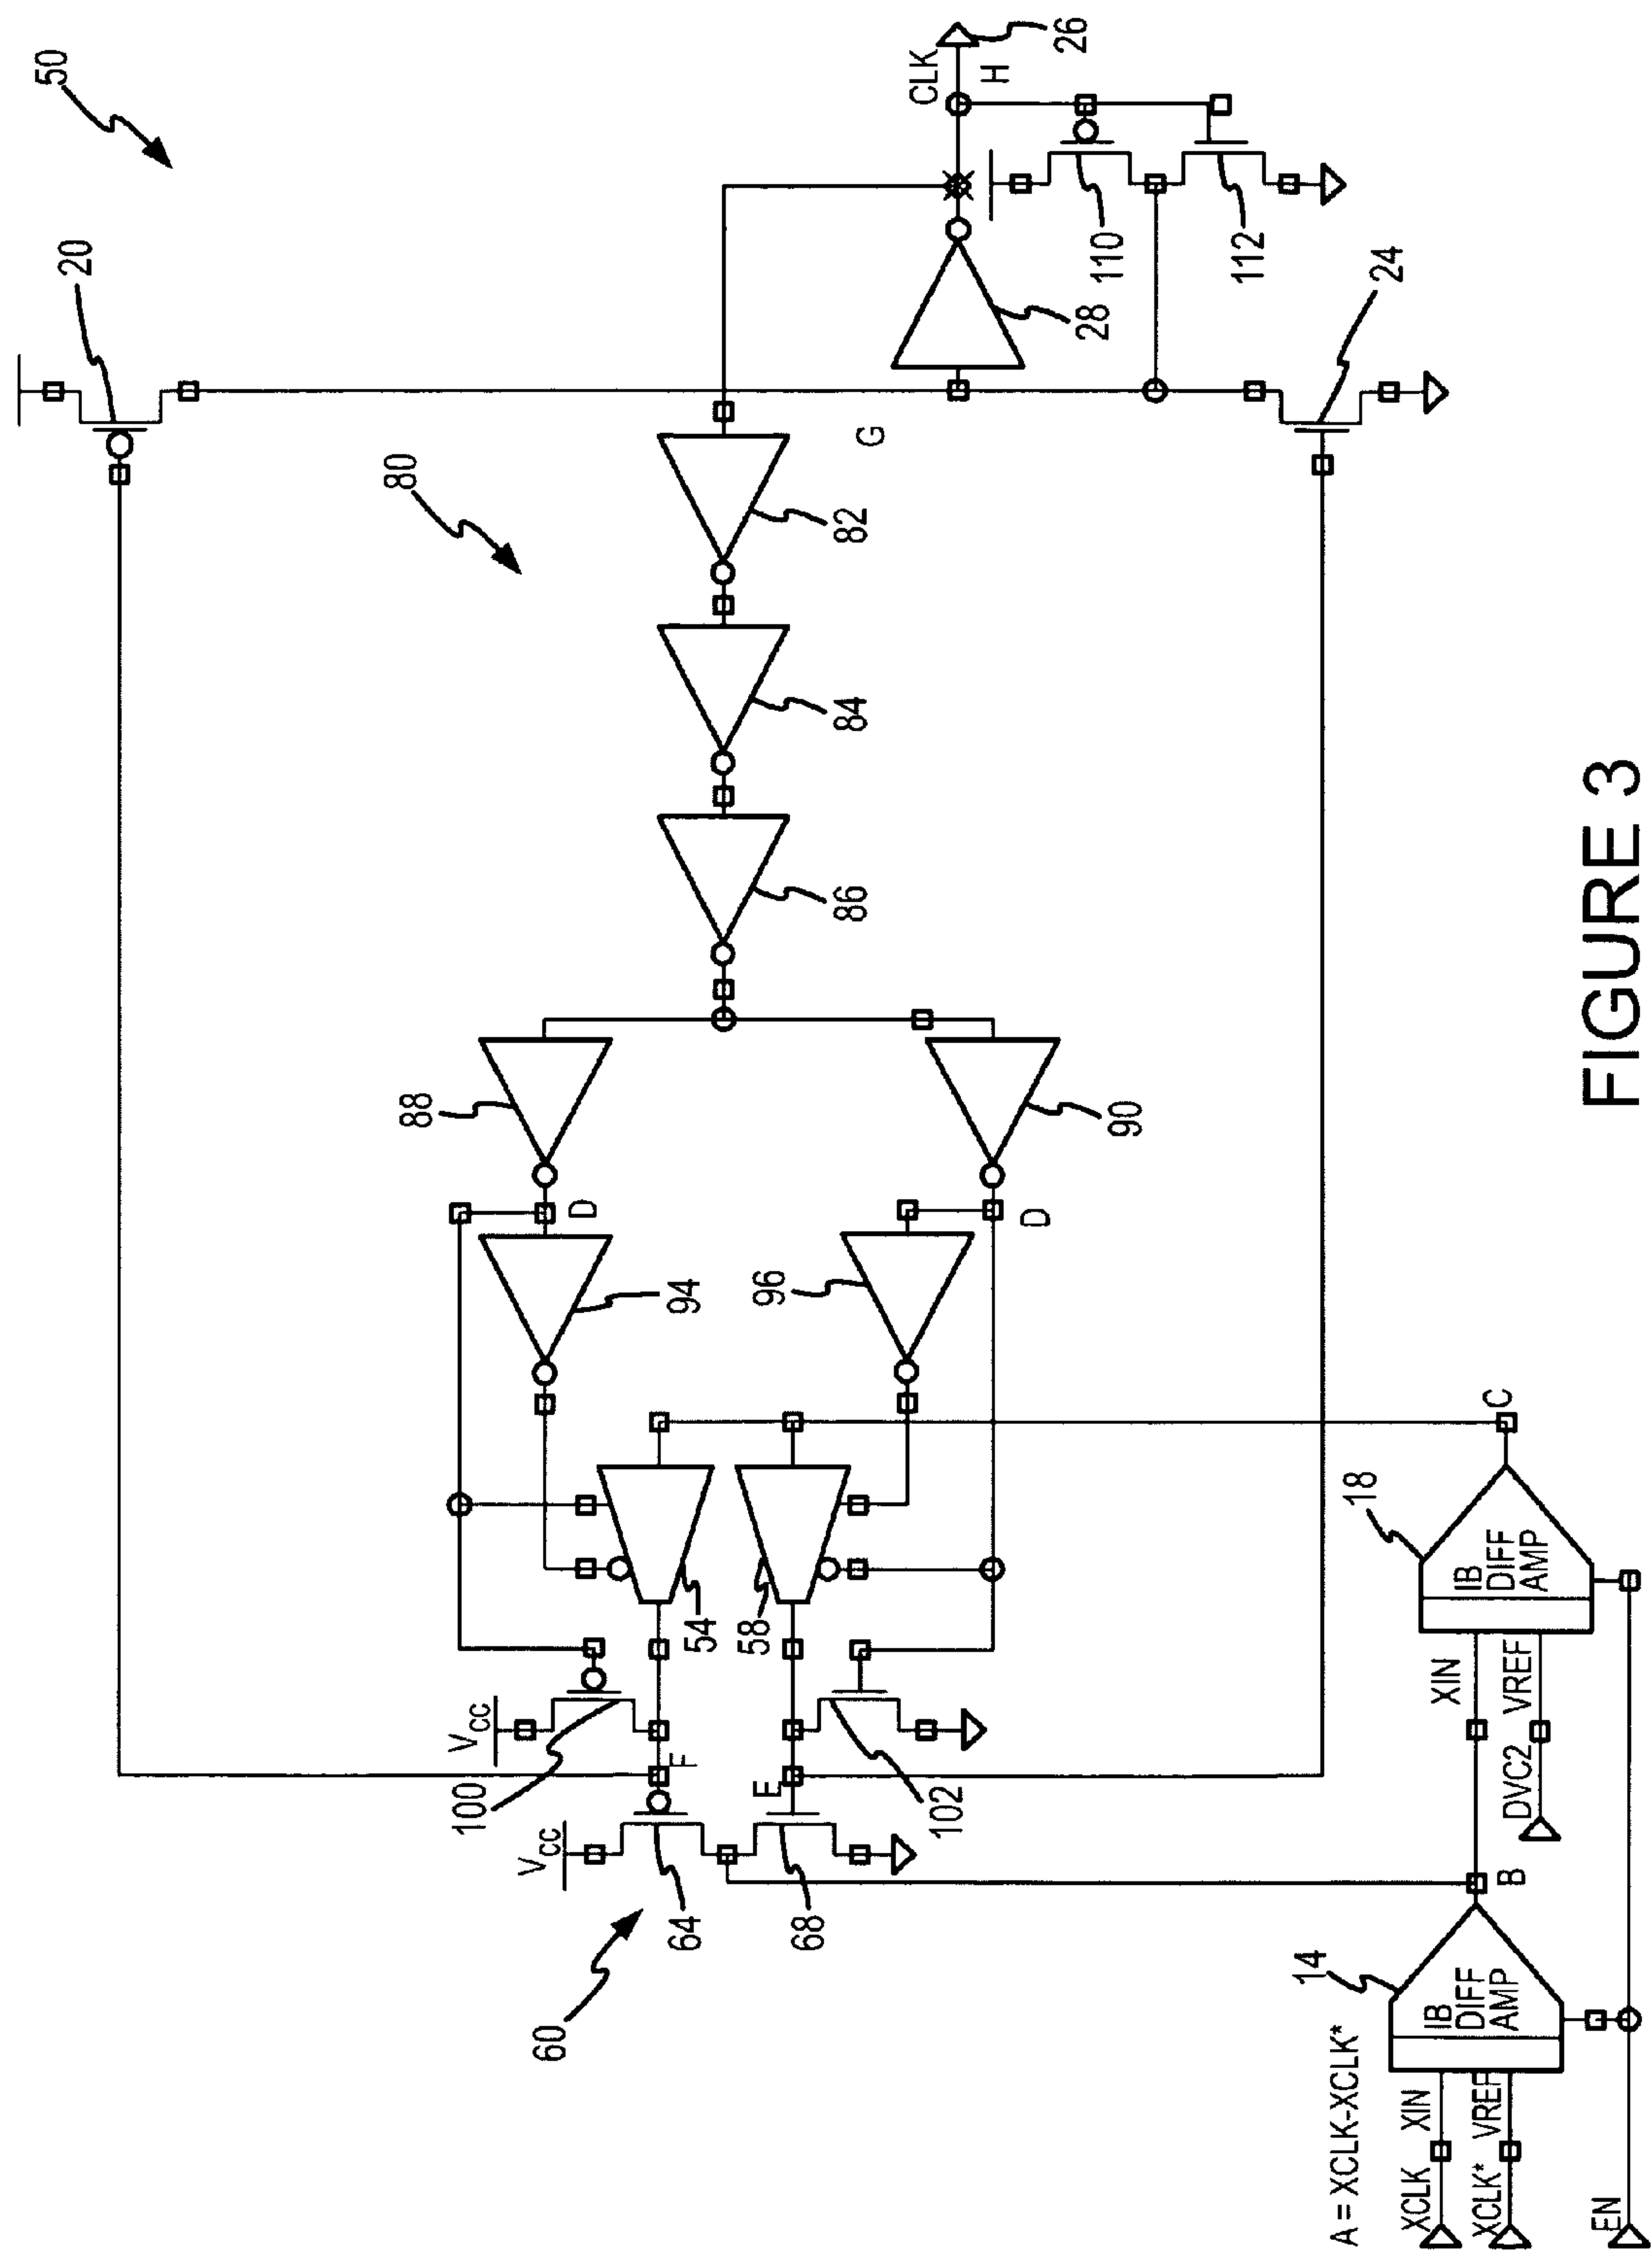 50
20
80
CLK
H
26
G
82
84
86
110
112
28
24
88
90
D
D
94
96
54
58
C
18
IB
DIFF
AMP
XIN
VREF
DVC2
VCC
100
F
E
102
VCC
64
68
60
B
14
IB
DIFF
AMP
A = XCLK-XCLK*
XCLK
XIN
XCLK*
VREF
EN
FIGURE 3